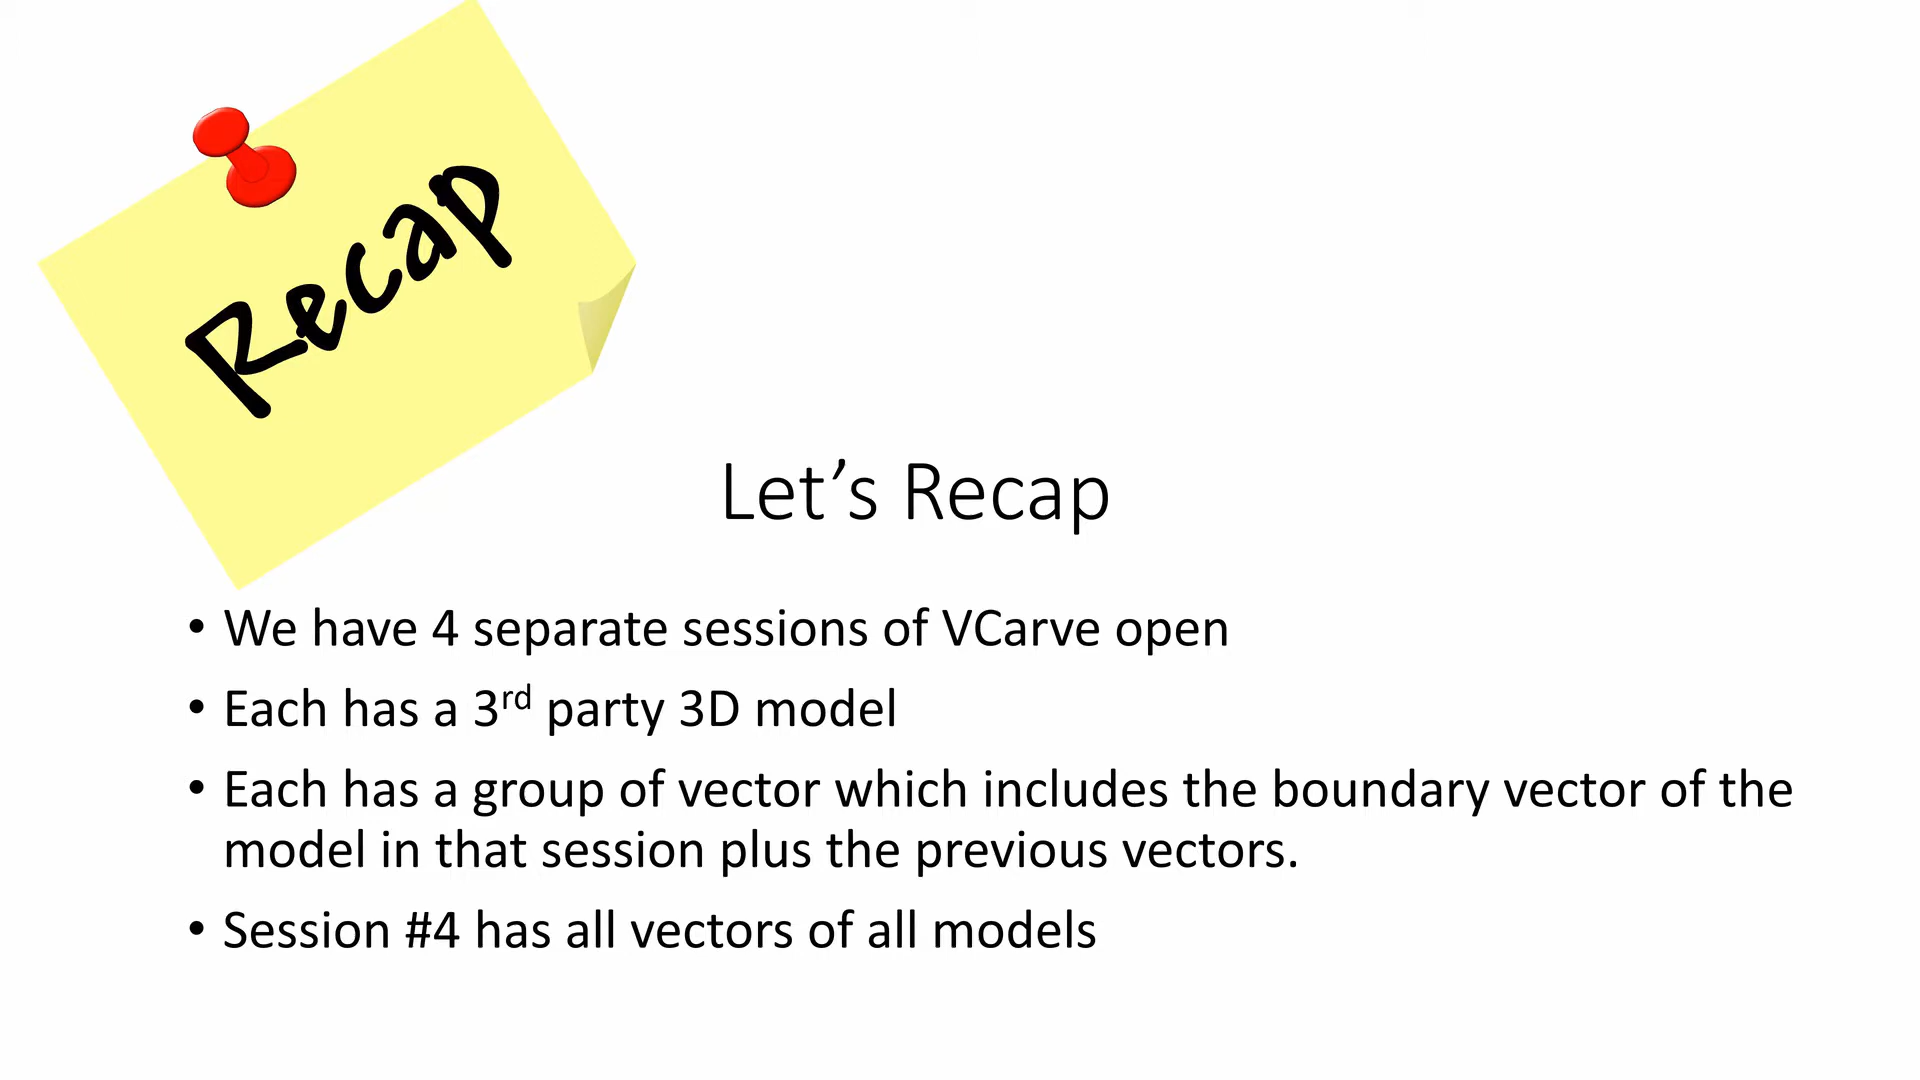 Recap
Let’s Recap
• We have 4 separate sessions of VCarve open
• Each has a 3rd party 3D model
• Each has a group of vector which includes the boundary vector of the
model in that session plus the previous vectors.
• Session #4 has all vectors of all models